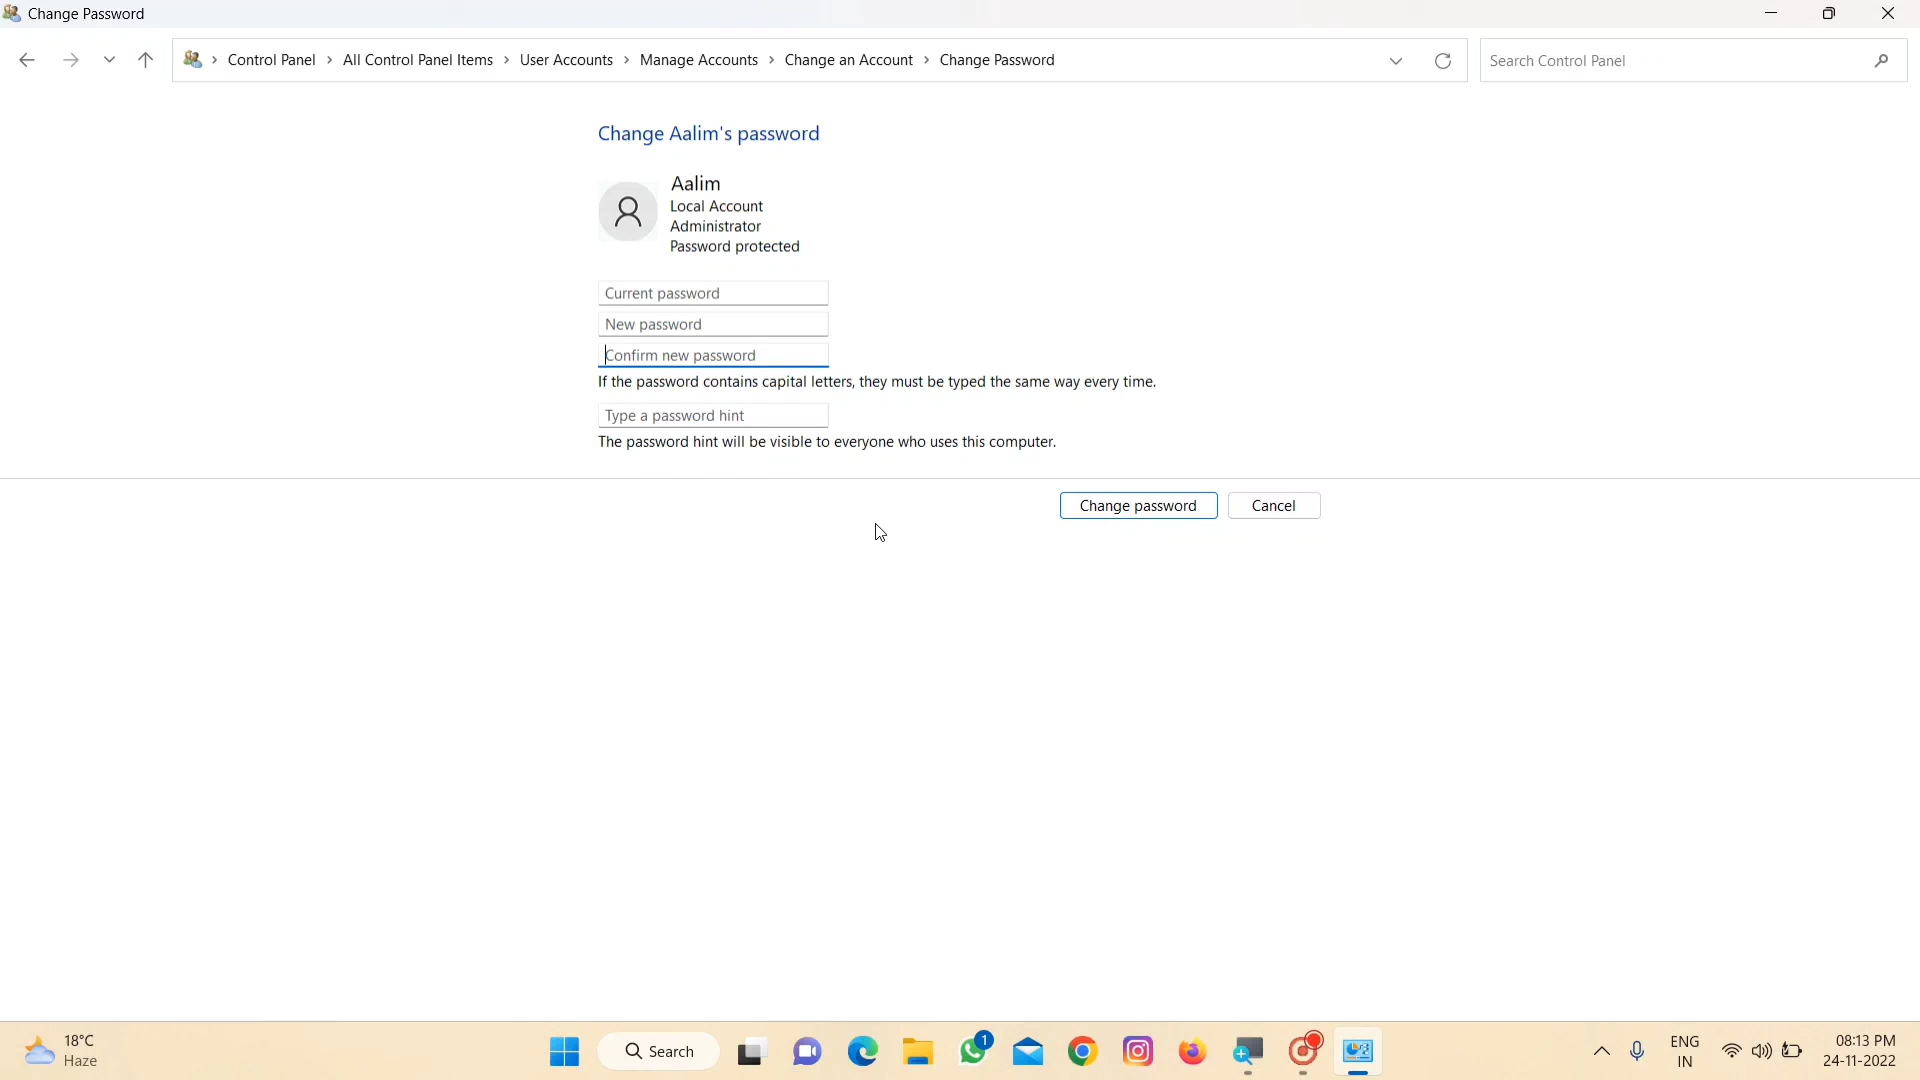 Change Password
Control Panel > All Control Panel Items > User Accounts > Manage Accounts > Change an Account > Change Password
Search Control Panel
Change Aalim's password
Aalim
Local Account
Administrator
Password protected
Current password
New password
Confirm new password
If the password contains capital letters, they must be typed the same way every time.
Type a password hint
The password hint will be visible to everyone who uses this computer.
Change password
Cancel
18°C
Haze
Search
1
ENG
IN
08:13 PM
24-11-2022